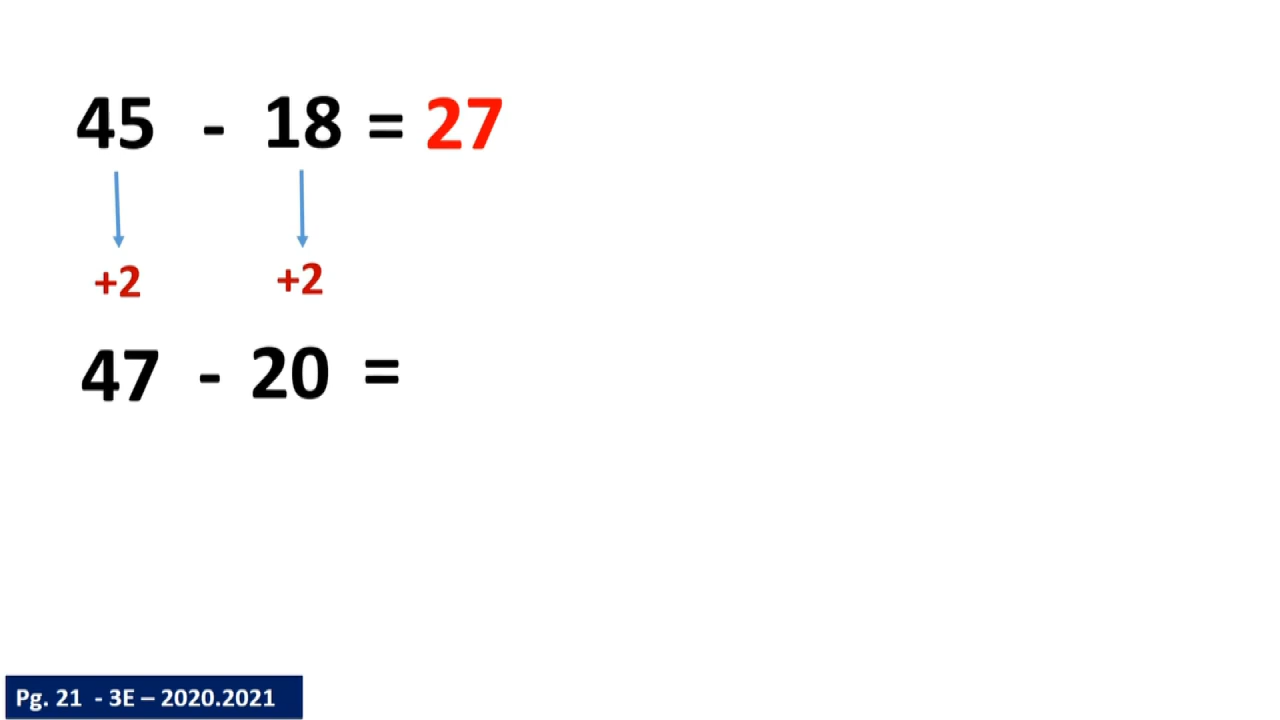 45 - 18 = 27
+2 +2
47 - 20 =
Pg. 21 - 3E – 2020.2021